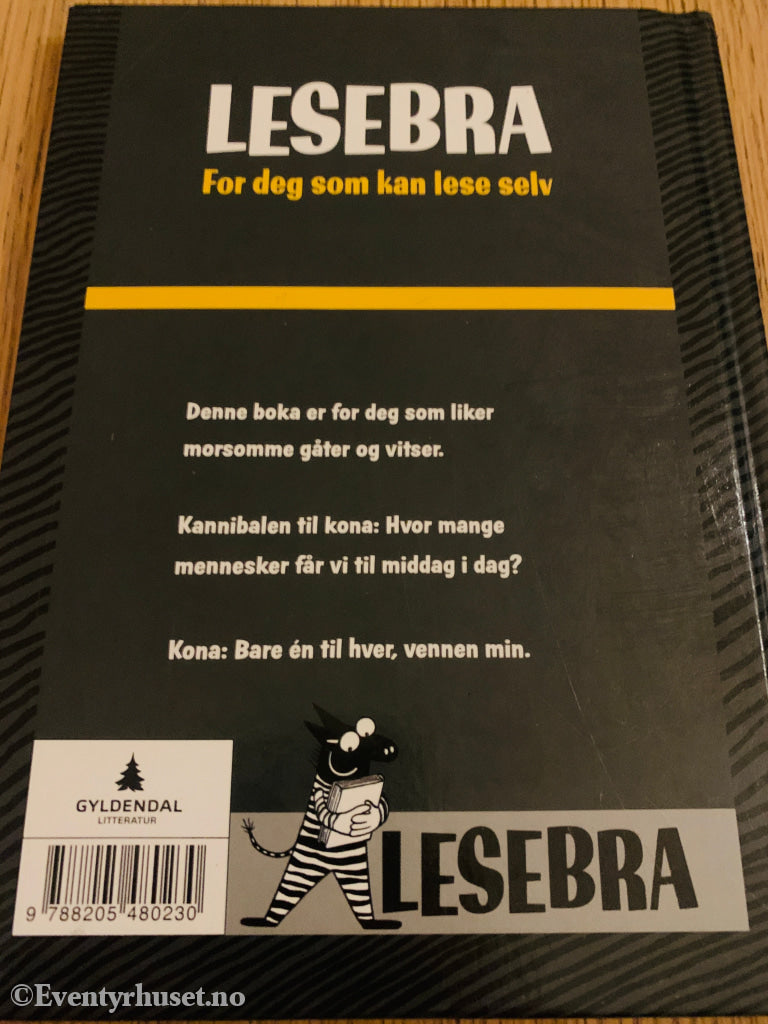 LESEBRA
For deg som kan lese selv
Denne boka er for deg som liker
morsomme gåter og vitser.
Kannibalen til kona: Hvor mange
mennesker får vi til middag i dag?
Kona: Bare én til hver, vennen min.
GYLDENDAL
LITTERATUR
9 788205 480230
LESEBRA
©Eventyrhuset.no